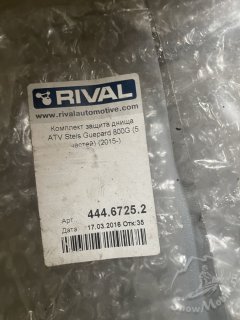 RIVAL
www.rivalautomotive.com
Комплект защита днища
ATV Stels Guepard 800G (5
частей) (2015-)
Арт. 444.6725.2
Дата: 17.03.2016 Отк:35